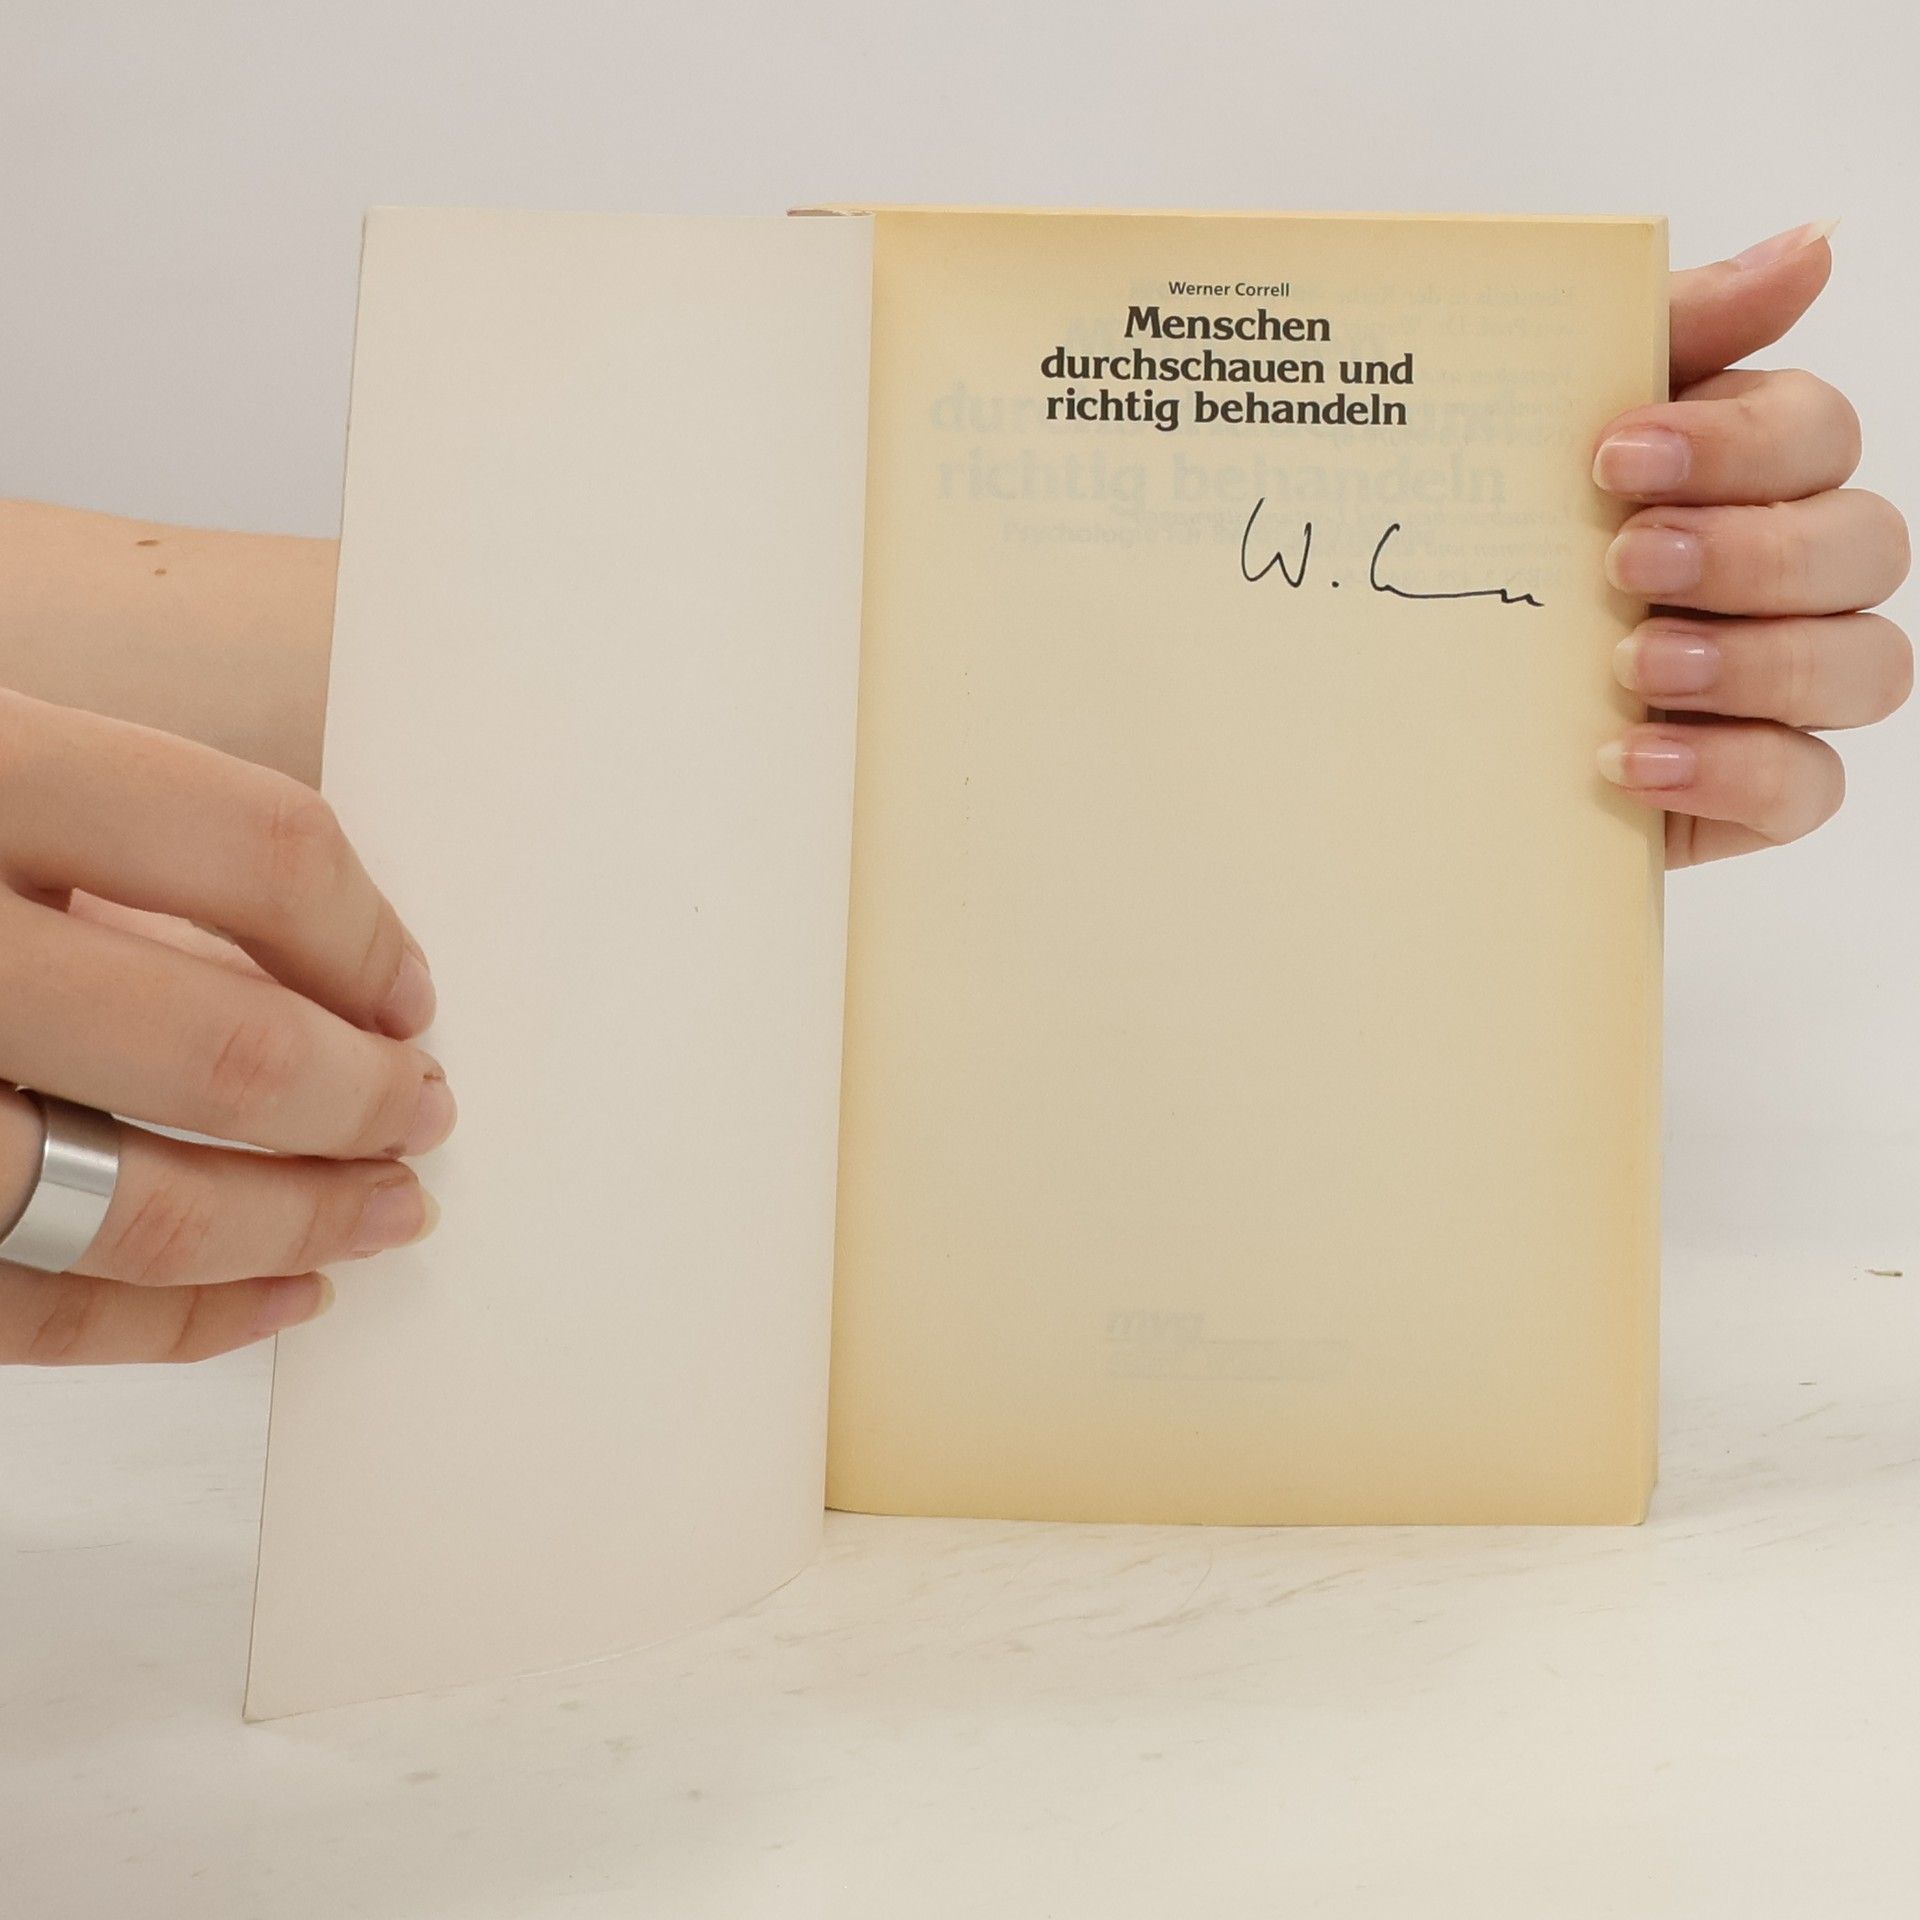 Werner Correll
Menschen
durchschauen und
richtig behandeln
W.